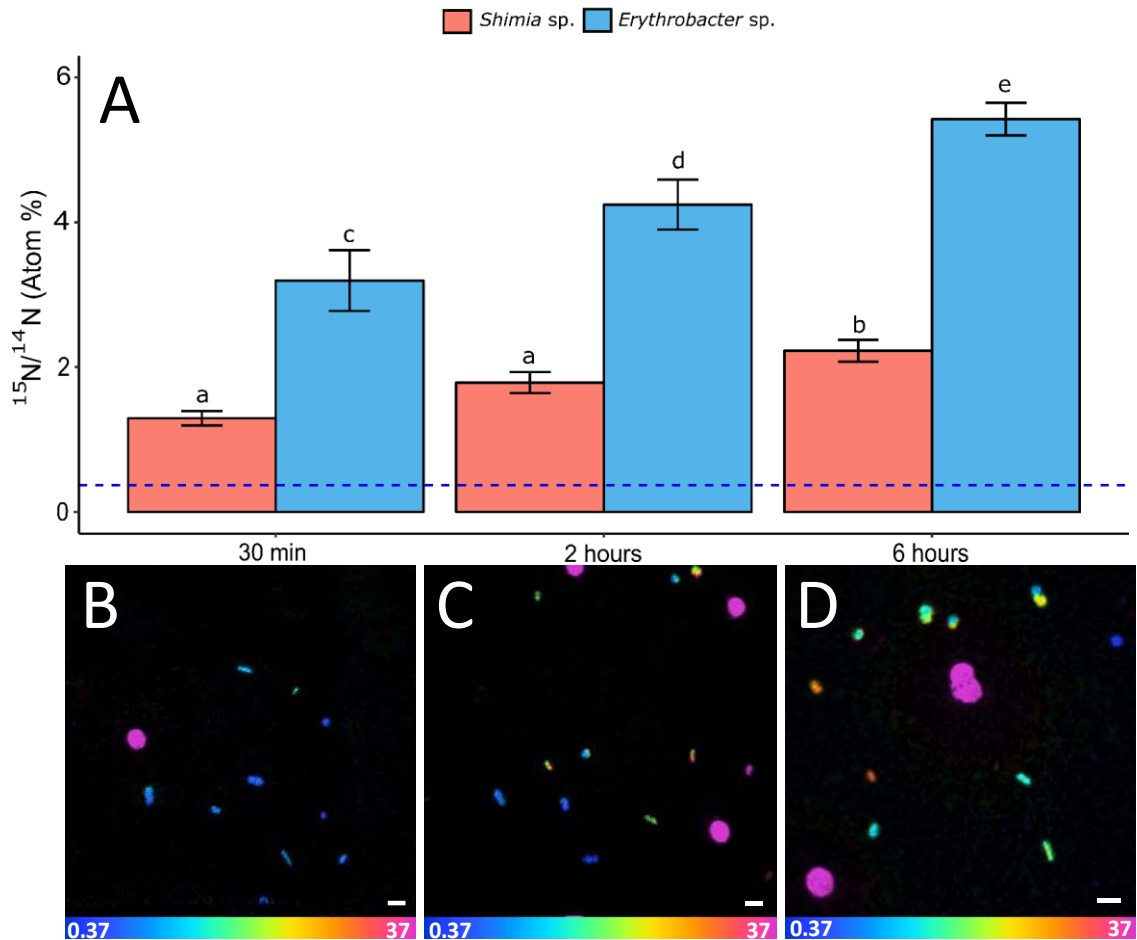 Shimia sp. Erythrobacter sp.
A
15N/14N (Atom %)
6
4
2
0
a
c
a
d
b
e
30 min 2 hours 6 hours
B C D
0.37 37 0.37 37 0.37 37